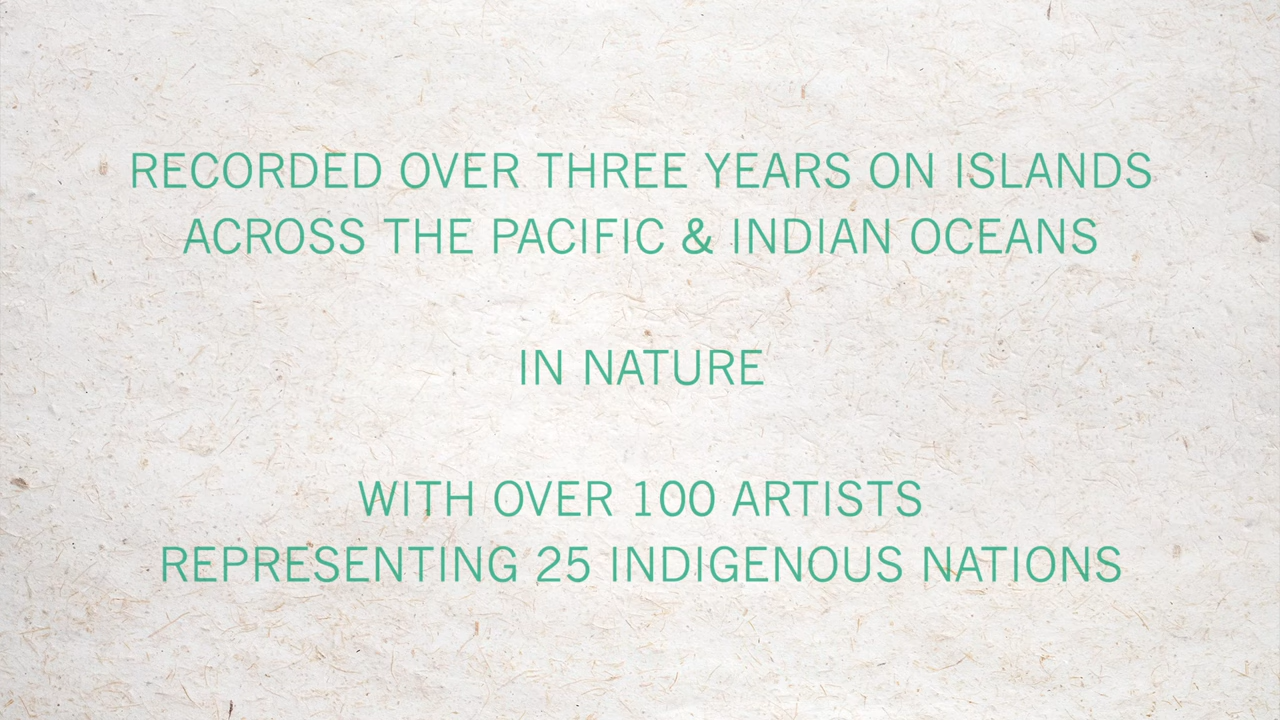 RECORDED OVER THREE YEARS ON ISLANDS
ACROSS THE PACIFIC & INDIAN OCEANS
IN NATURE
WITH OVER 100 ARTISTS
REPRESENTING 25 INDIGENOUS NATIONS